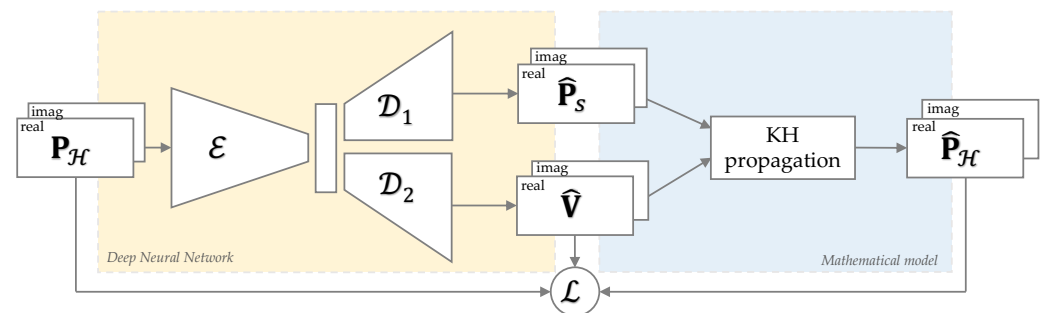 imag
real
P_ℋ
ℰ
𝒟₁
𝒟₂
imag
real
P̂_s
imag
real
V̂
KH
propagation
imag
real
P̂_ℋ
Deep Neural Network
Mathematical model
ℒ